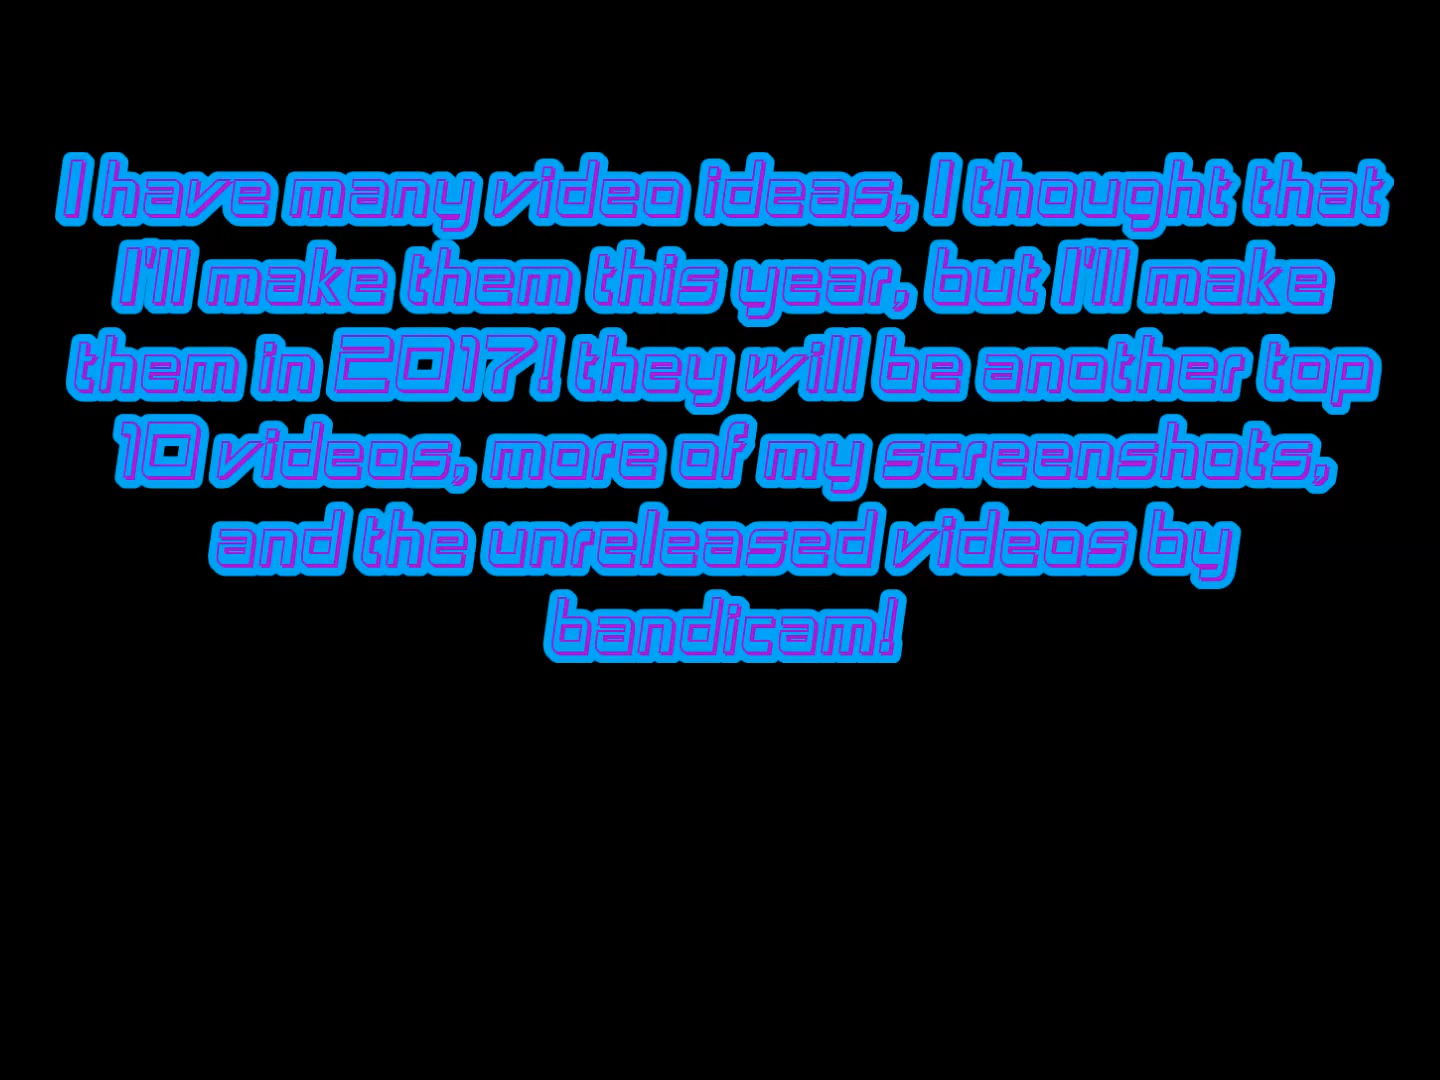 I have many video ideas, I thought that
I'll make them this year, but I'll make
them in 2017! they will be another top
10 videos, more of my screenshots,
and the unreleased videos by
bandicam!